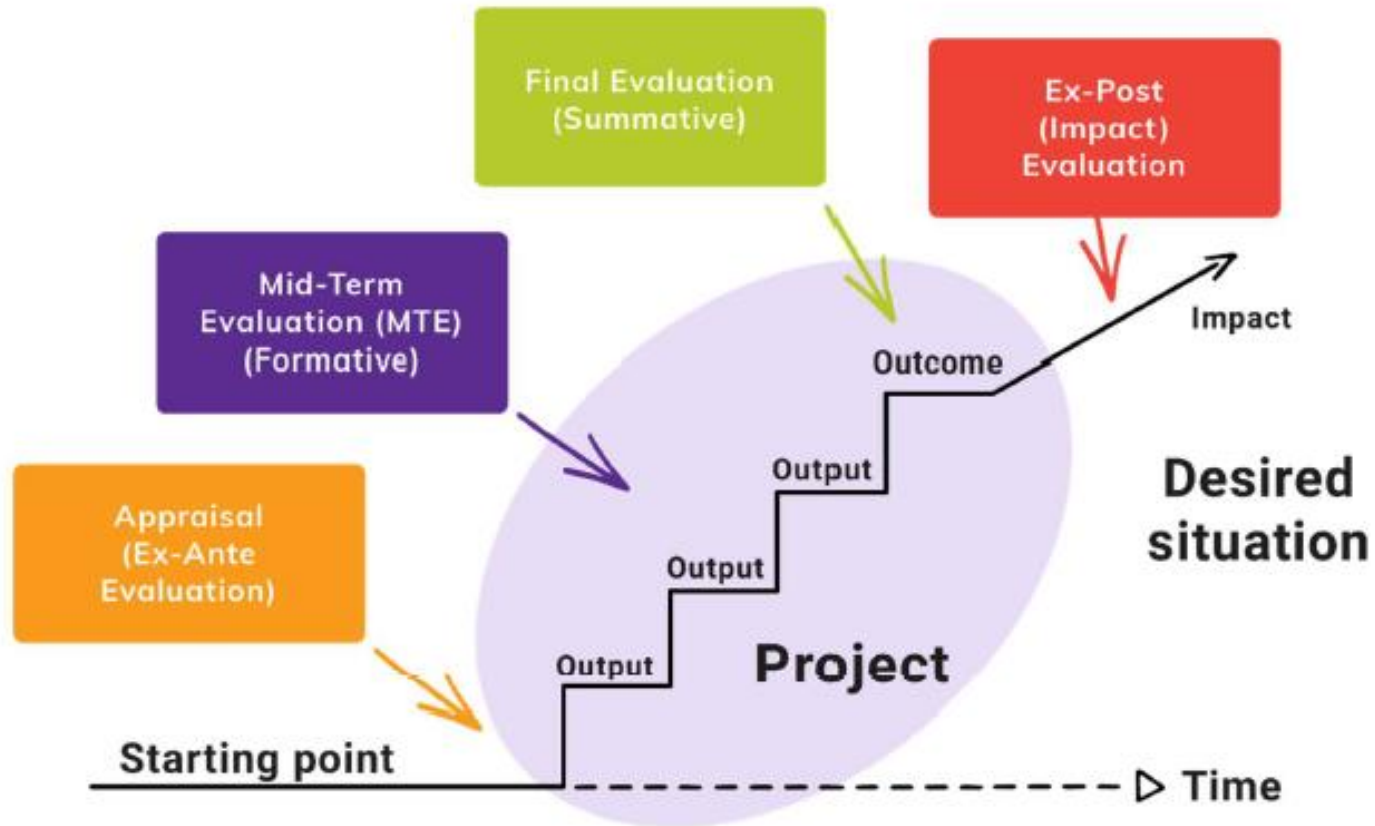 Final Evaluation
(Summative)
Ex-Post
(Impact)
Evaluation
Mid-Term
Evaluation (MTE)
(Formative)
Impact
Outcome
Appraisal
(Ex-Ante
Evaluation)
Output
Desired
situation
Output
Output
Project
Starting point
Time